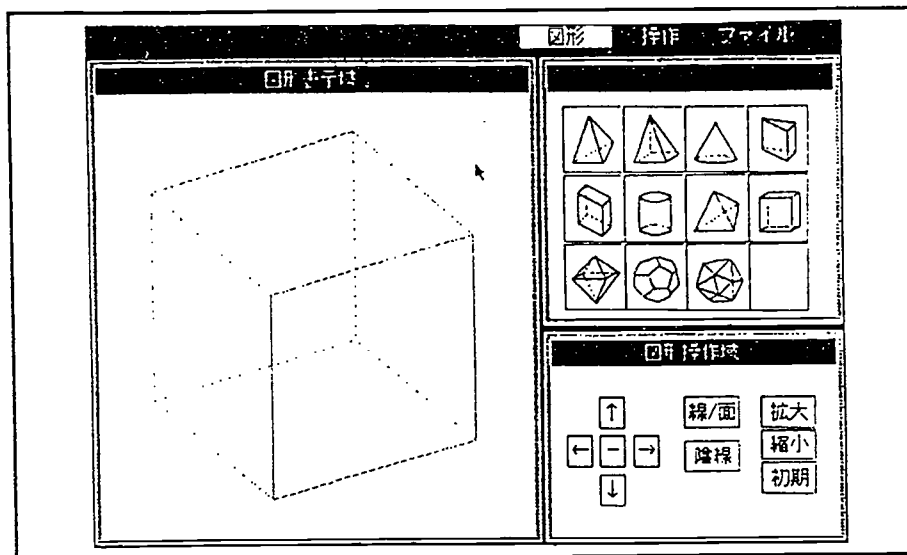 図形 操作 ファイル
図形表示域
図形操作域
↑
線/面 拡大
← − →
陰線 縮小
↓
初期